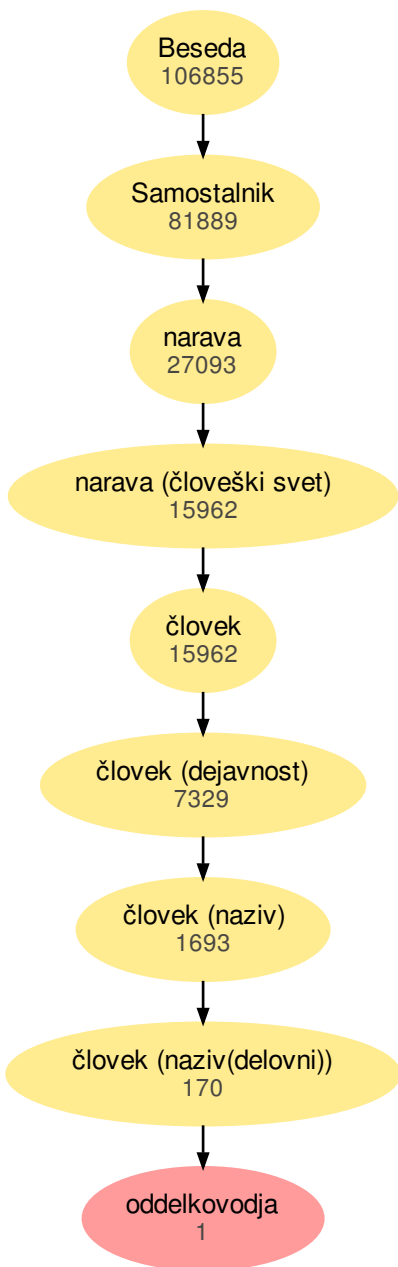 Beseda
106855
Samostalnik
81889
narava
27093
narava (človeški svet)
15962
človek
15962
človek (dejavnost)
7329
človek (naziv)
1693
človek (naziv(delovni))
170
oddelkovodja
1